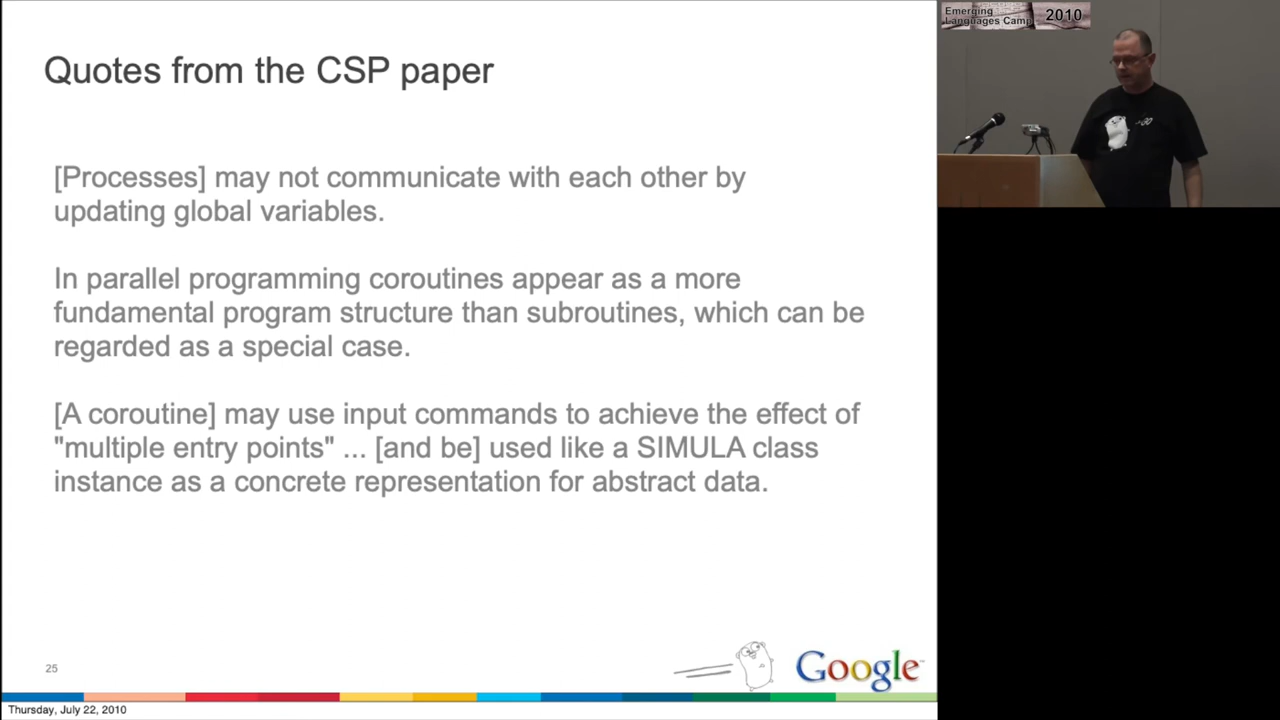 Quotes from the CSP paper
[Processes] may not communicate with each other by
updating global variables.
In parallel programming coroutines appear as a more
fundamental program structure than subroutines, which can be
regarded as a special case.
[A coroutine] may use input commands to achieve the effect of
"multiple entry points" ... [and be] used like a SIMULA class
instance as a concrete representation for abstract data.
25
Google
Thursday, July 22, 2010
Emerging
Languages Camp
2010
GO